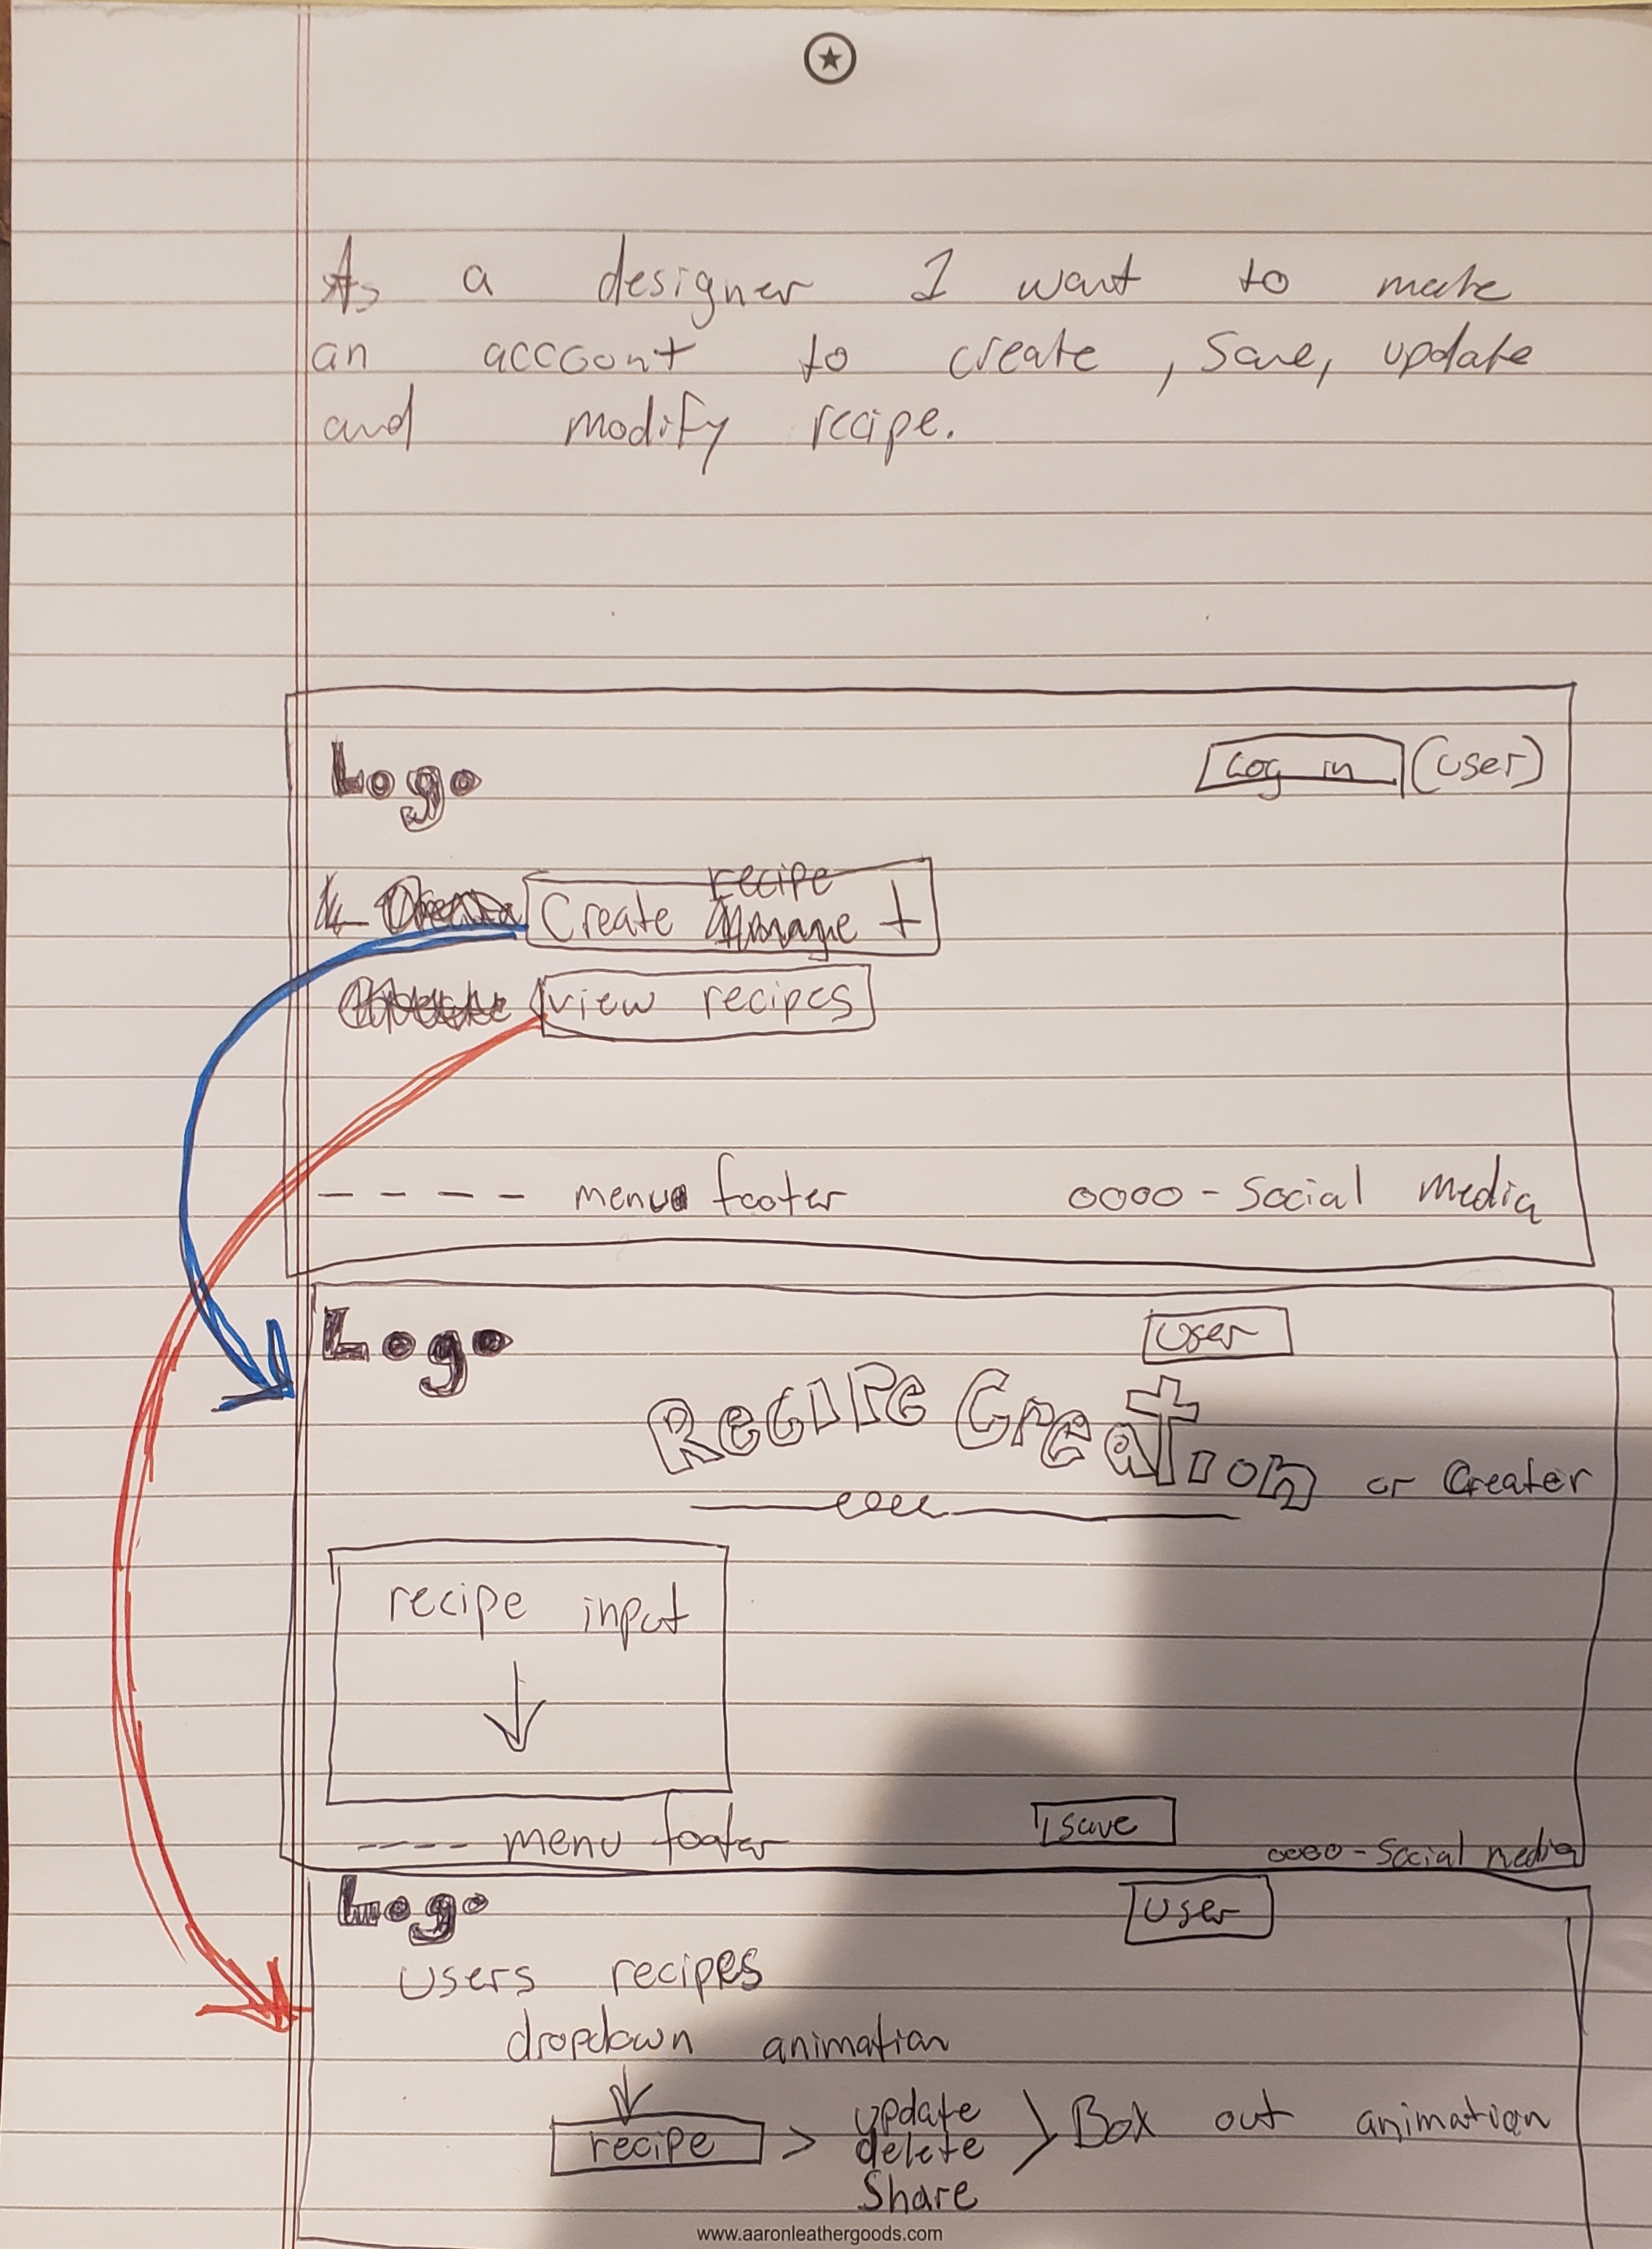 As a designer I want to make
an account to create, save, update
and modify recipe.
Logo
Log in (user)
recipe
Create +
view recipes
---- menu footer
0000 - Social media
Logo
User
Recipe Creation or Creater
recipe input
save
---- menu footer
0000 - Social media
Logo
User
Users recipes
dropdown animation
recipe >
update
delete
Share
> Box out animation
www.aaronleathergoods.com